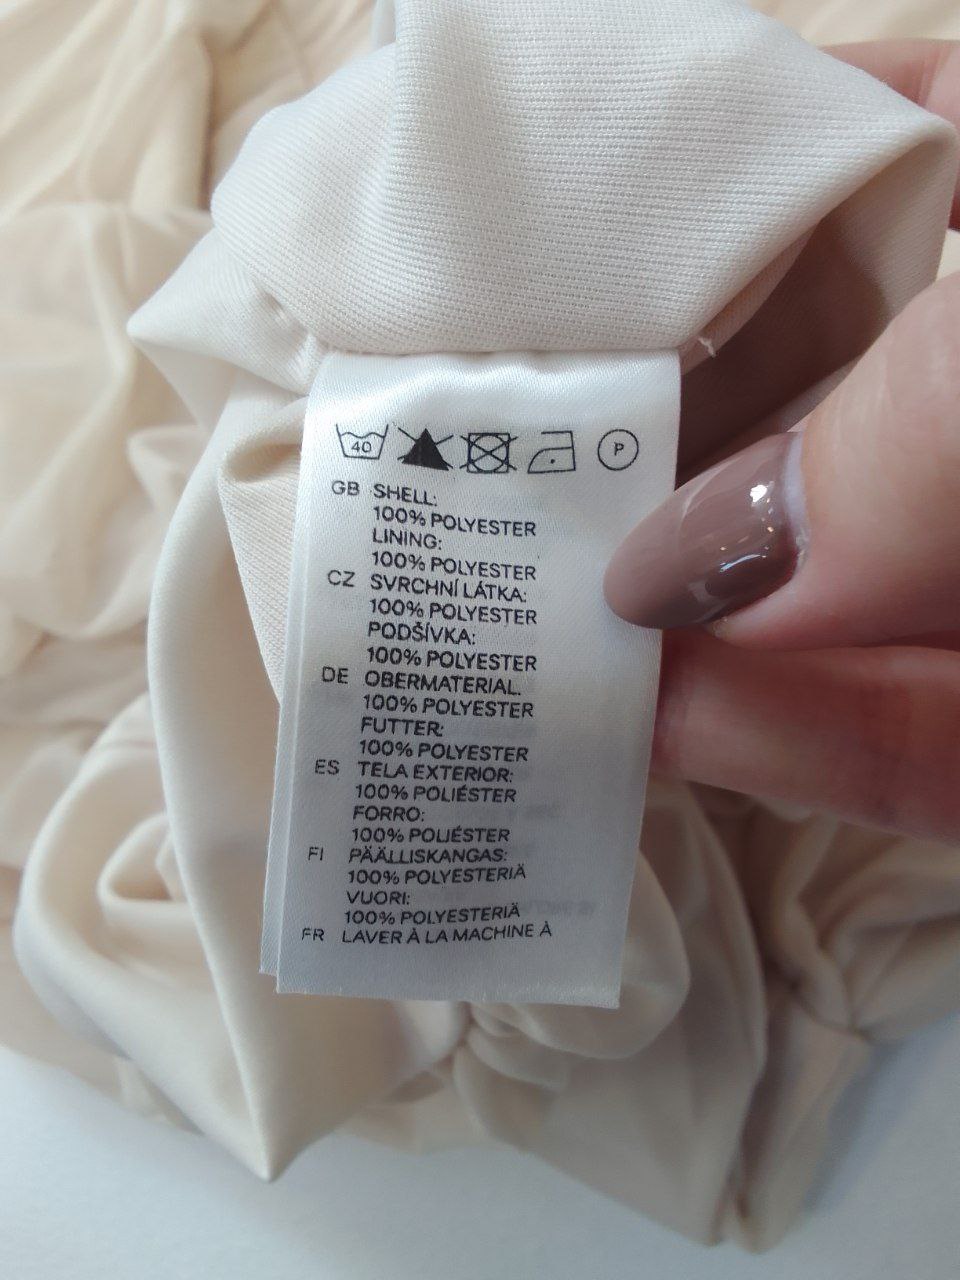 40 P
GB SHELL:
100% POLYESTER
LINING:
100% POLYESTER
CZ SVRCHNÍ LÁTKA:
100% POLYESTER
PODŠÍVKA:
100% POLYESTER
DE OBERMATERIAL.
100% POLYESTER
FUTTER:
100% POLYESTER
ES TELA EXTERIOR:
100% POLIÉSTER
FORRO:
100% POLIÉSTER
FI PÄÄLLISKANGAS:
100% POLYESTERIÄ
VUORI:
100% POLYESTERIÄ
FR LAVER À LA MACHINE À